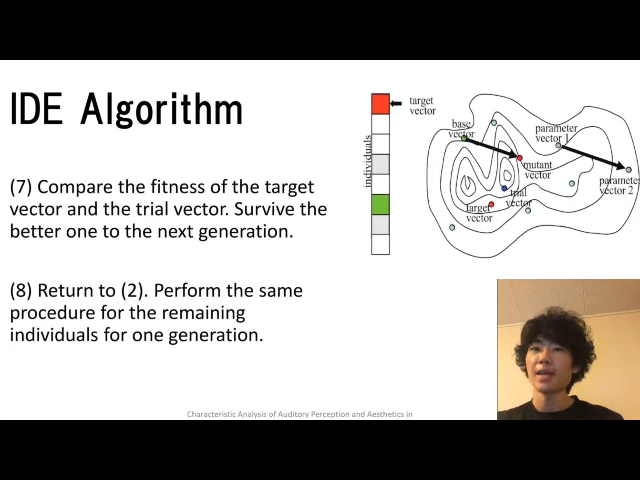 IDE Algorithm
(7) Compare the fitness of the target
vector and the trial vector. Survive the
better one to the next generation.
(8) Return to (2). Perform the same
procedure for the remaining
individuals for one generation.
target
vector
individuals
base
vector
parameter
vector 1
mutant
vector
parameter
vector 2
trial
vector
target
vector
Characteristic Analysis of Auditory Perception and Aesthetics in